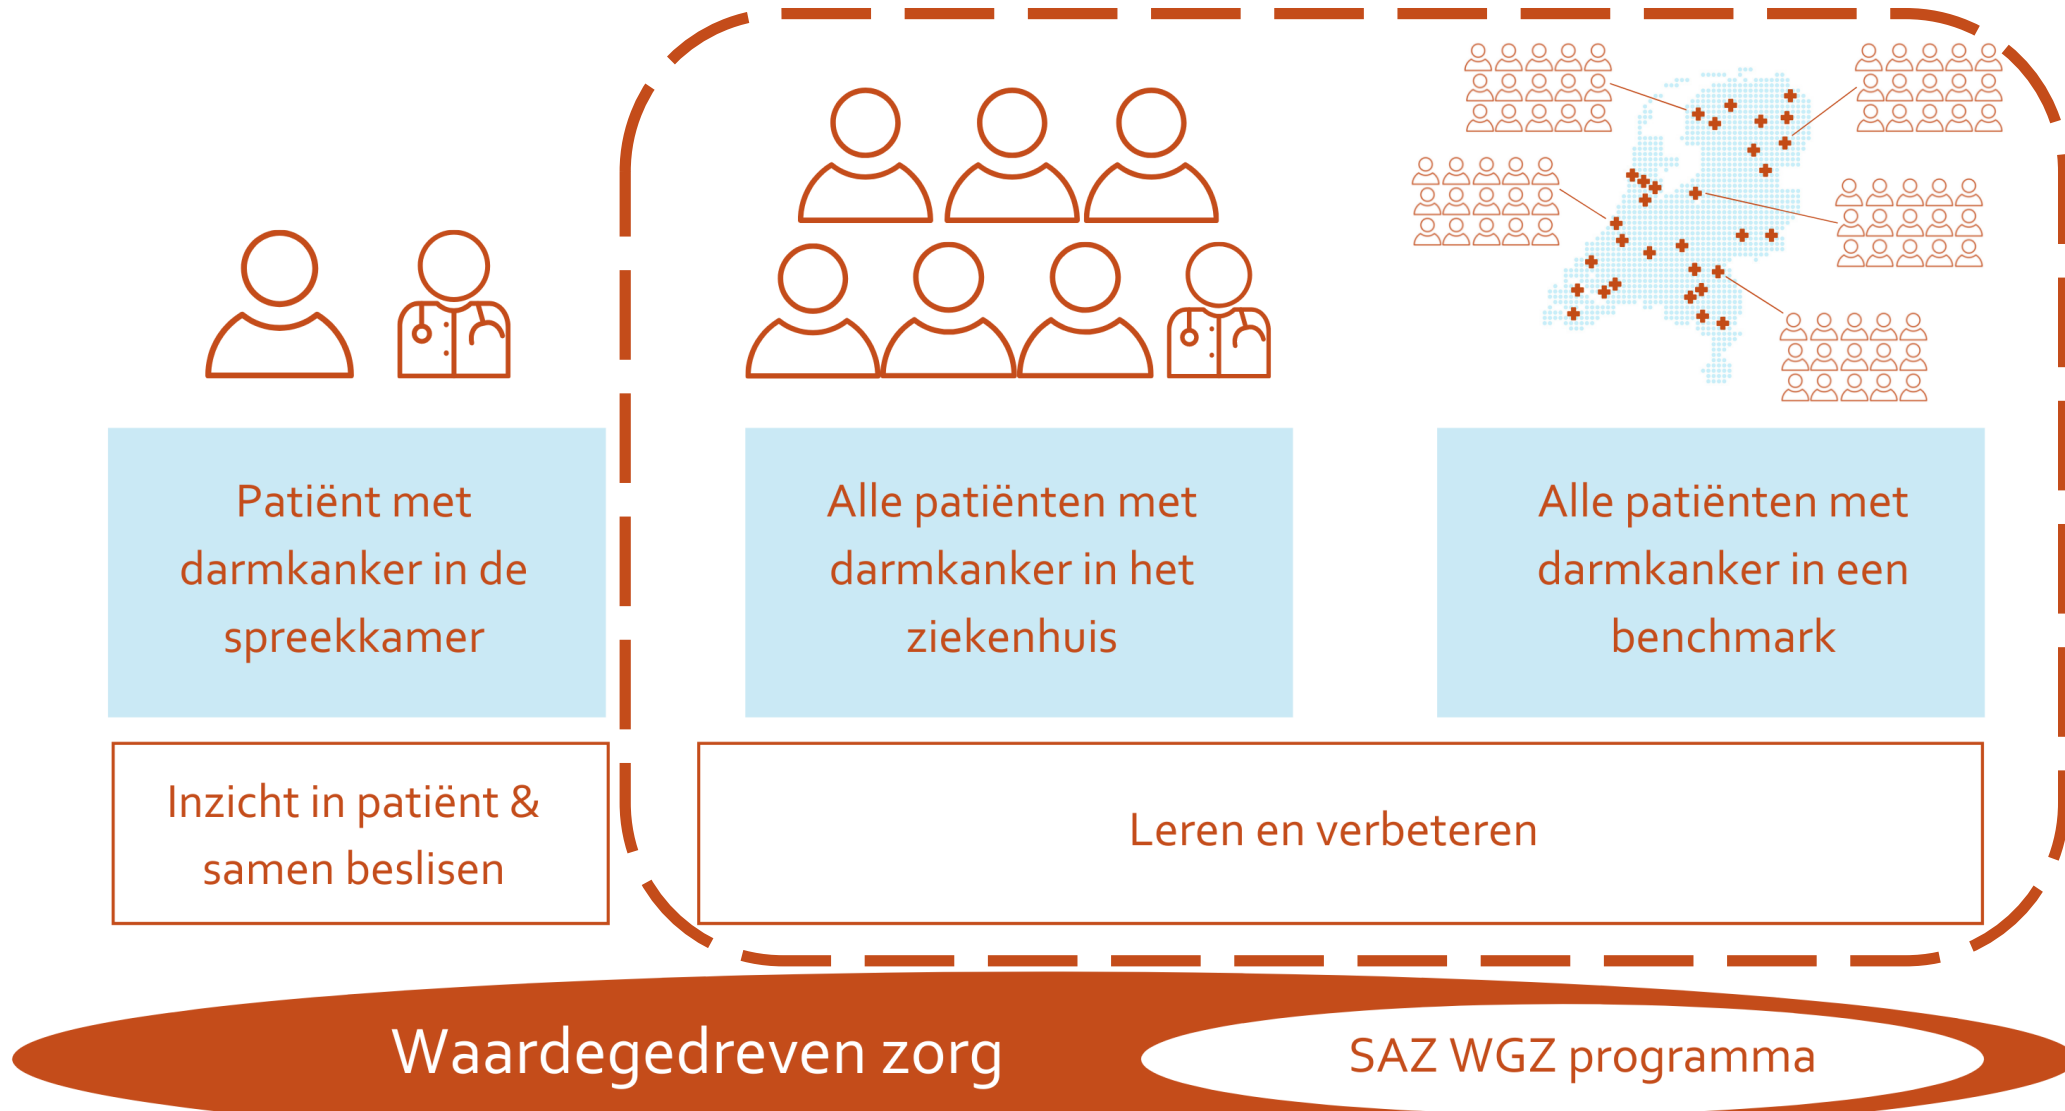 Patiënt met
darmkanker in de
spreekkamer
Alle patiënten met
darmkanker in het
ziekenhuis
Alle patiënten met
darmkanker in een
benchmark
Inzicht in patiënt &
samen beslisen
Leren en verbeteren
Waardegedreven zorg
SAZ WGZ programma